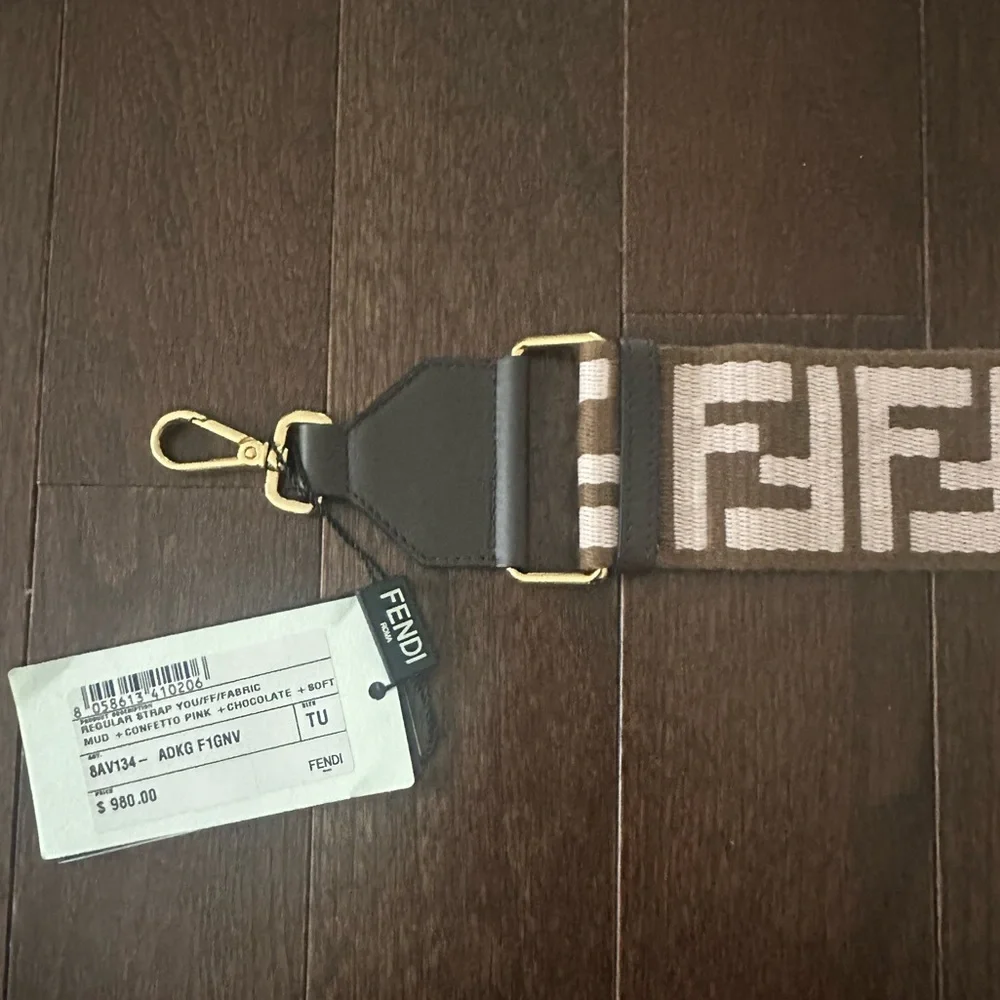 FENDI
ROMA
8 058613 410206
PRODUCT DESCRIPTION
REGULAR STRAP YOU/FF/FABRIC
MUD +CONFETTO PINK +CHOCOLATE +SOFT
ART.
8AV134- ADKG F1GNV
SIZE
TU
PRICE
$ 980.00
FENDI